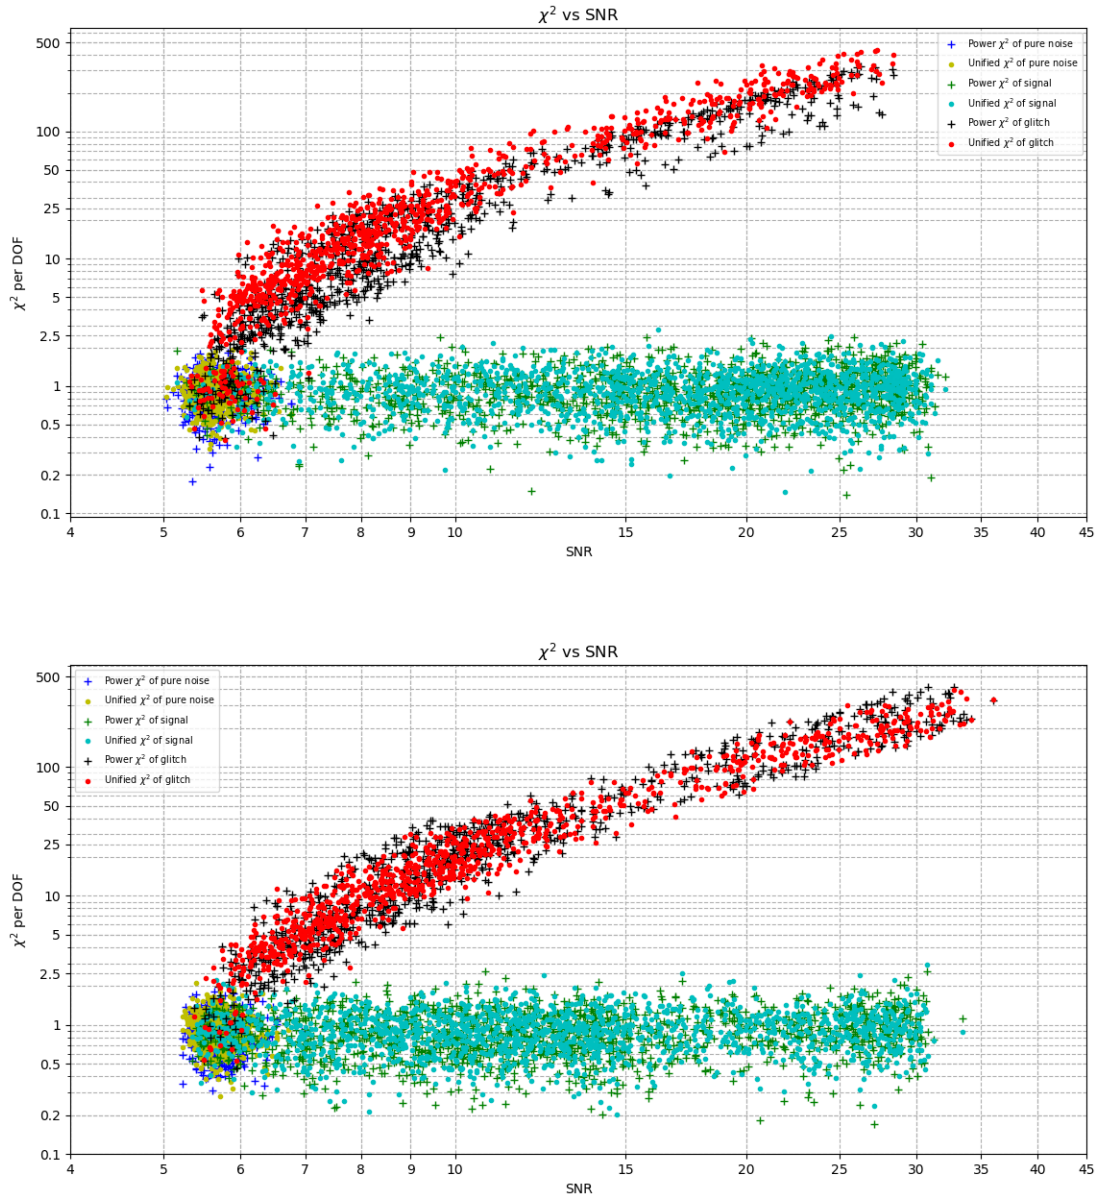 χ² vs SNR
500
100
50
25
10
5
2.5
1
0.5
0.2
0.1
χ² per DOF
Power χ² of pure noise
Unified χ² of pure noise
Power χ² of signal
Unified χ² of signal
Power χ² of glitch
Unified χ² of glitch
4 5 6 7 8 9 10 15 20 25 30 35 40 45
SNR
χ² vs SNR
500
100
50
25
10
5
2.5
1
0.5
0.2
0.1
χ² per DOF
Power χ² of pure noise
Unified χ² of pure noise
Power χ² of signal
Unified χ² of signal
Power χ² of glitch
Unified χ² of glitch
4 5 6 7 8 9 10 15 20 25 30 35 40 45
SNR